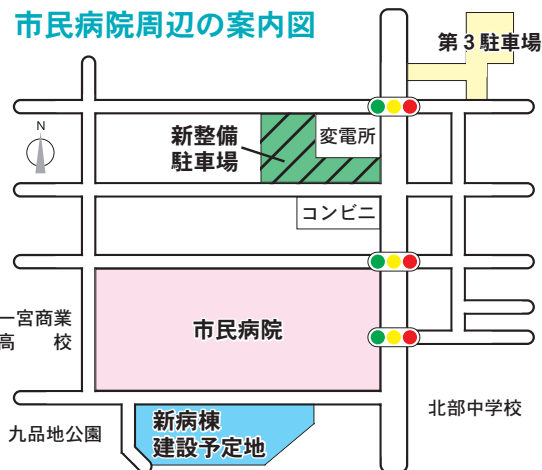 市民病院周辺の案内図
第3駐車場
N
新整備
駐車場
変電所
コンビニ
一宮商業
高　校
市民病院
北部中学校
九品地公園
新病棟
建設予定地